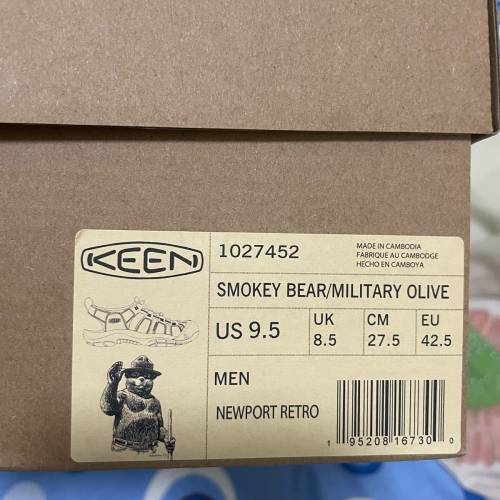 KEEN
1027452
MADE IN CAMBODIA
FABRIQUE AU CAMBODGE
HECHO EN CAMBOYA
SMOKEY BEAR/MILITARY OLIVE
US 9.5
UK
8.5
CM
27.5
EU
42.5
MEN
NEWPORT RETRO
1 95208 16730 0